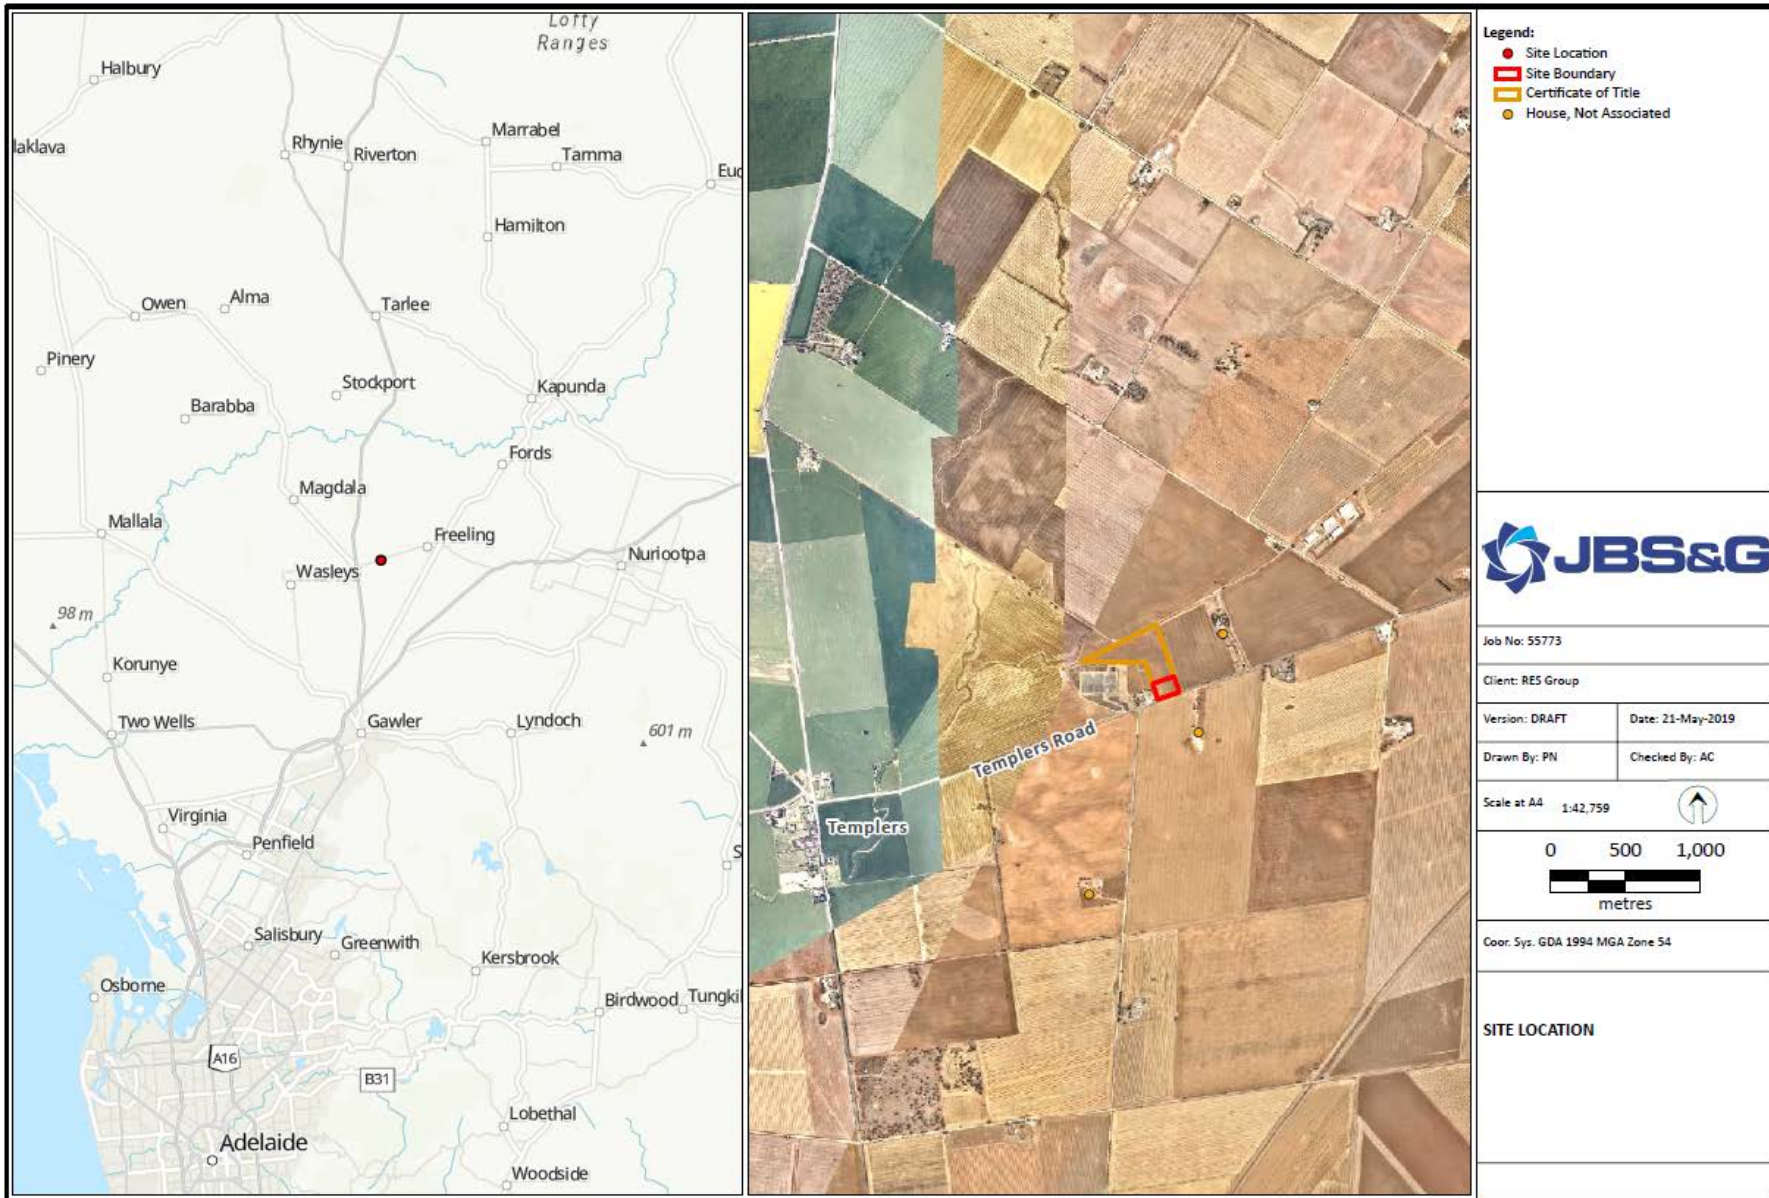 Lofty
Ranges
Halbury
laklava
Rhynie
Riverton
Marrabel
Tarnma
Eud
Hamilton
Owen
Alma
Tarlee
Pinery
Stockport
Kapunda
Barabba
Fords
Magdala
Mallala
Freeling
Wasleys
Nuriootpa
98 m
Korunye
Two Wells
Gawler
Lyndoch
601 m
Virginia
Penfield
S
Salisbury
Greenwith
Kersbrook
Osborne
Birdwood
Tungkil
A16
B31
Lobethal
Adelaide
Woodside
Templers Road
Templers
Legend:
Site Location
Site Boundary
Certificate of Title
House, Not Associated
JBS&G
Job No: 55773
Client: RES Group
Version: DRAFT
Date: 21-May-2019
Drawn By: PN
Checked By: AC
Scale at A4 1:42,759
0 500 1,000
metres
Coor. Sys. GDA 1994 MGA Zone 54
SITE LOCATION